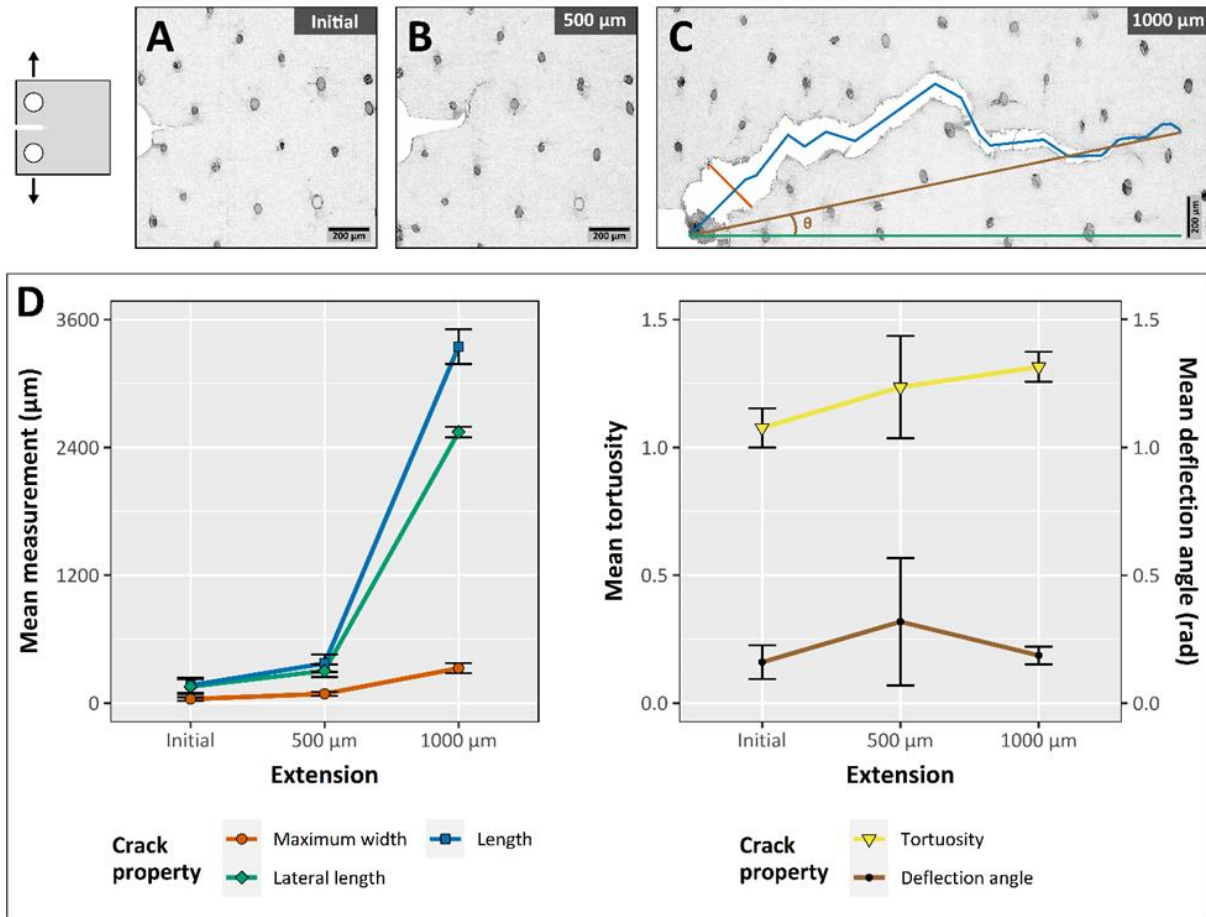 A
Initial
200 µm
B
500 µm
200 µm
C
1000 µm
θ
200 µm
D
Mean measurement (µm)
3600
2400
1200
0
Initial
500 µm
1000 µm
Extension
Crack property
Maximum width
Length
Lateral length
Mean tortuosity
1.5
1.0
0.5
0.0
1.5
1.0
0.5
0.0
Mean deflection angle (rad)
Initial
500 µm
1000 µm
Extension
Crack property
Tortuosity
Deflection angle